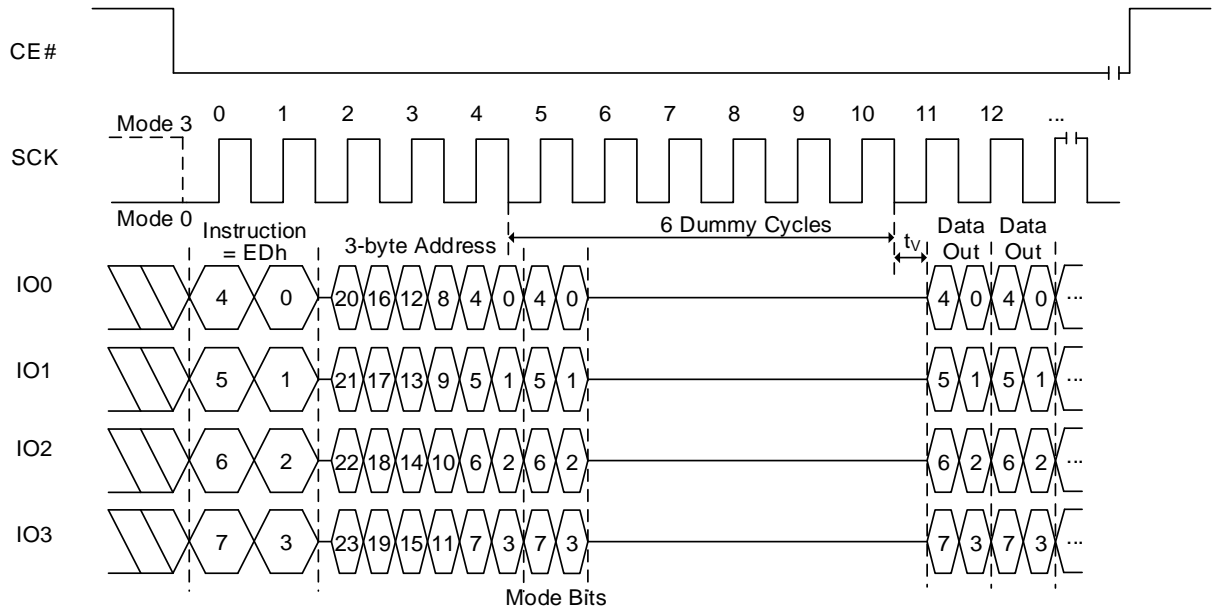 CE#
0 1 2 3 4 5 6 7 8 9 10 11 12 ...
Mode 3
SCK
Mode 0
Instruction
= EDh
3-byte Address
6 Dummy Cycles
tV
Data
Out
Data
Out
IO0 4 0 20 16 12 8 4 0 4 0 4 0 4 0 ...
IO1 5 1 21 17 13 9 5 1 5 1 5 1 5 1 ...
IO2 6 2 22 18 14 10 6 2 6 2 6 2 6 2 ...
IO3 7 3 23 19 15 11 7 3 7 3 7 3 7 3 ...
Mode Bits